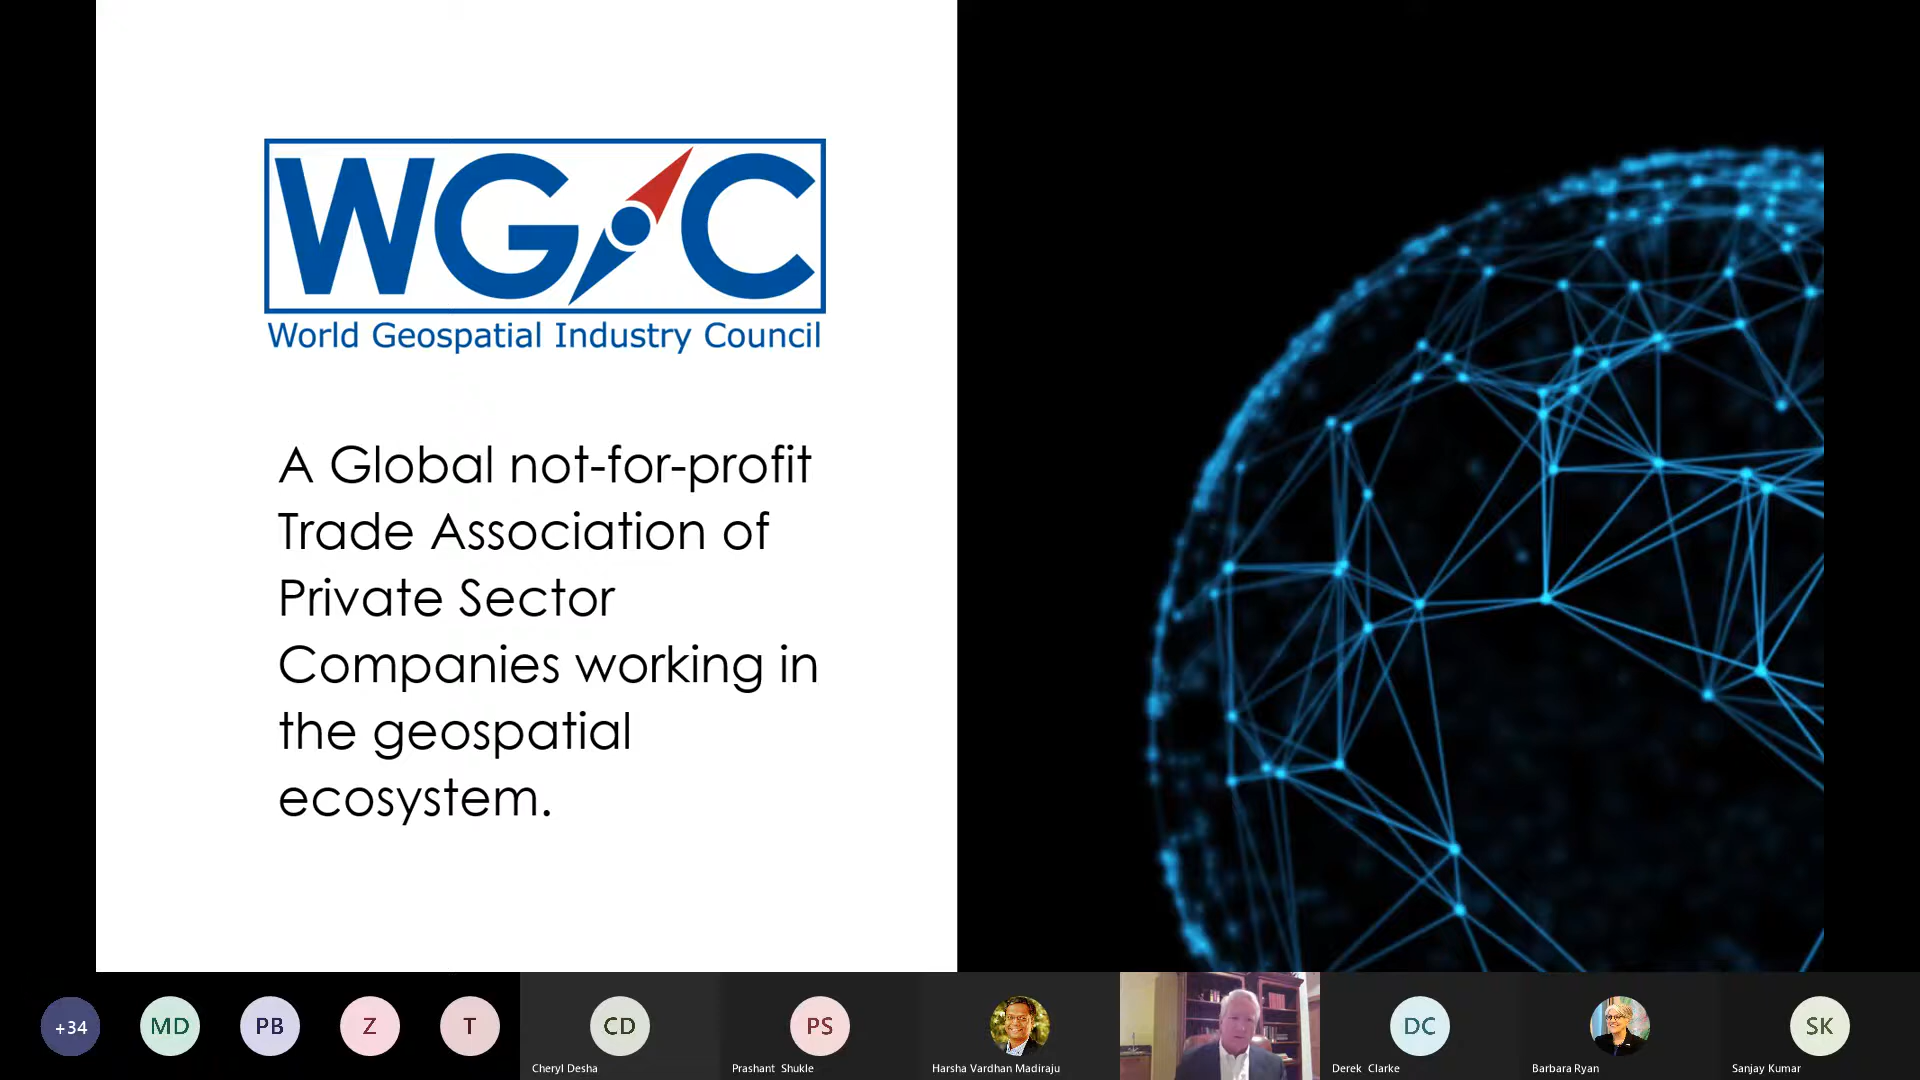 WGIC
World Geospatial Industry Council
A Global not-for-profit
Trade Association of
Private Sector
Companies working in
the geospatial
ecosystem.
+34
MD
PB
Z
T
CD
PS
DC
SK
Cheryl Desha
Prashant Shukle
Harsha Vardhan Madiraju
Derek Clarke
Barbara Ryan
Sanjay Kumar